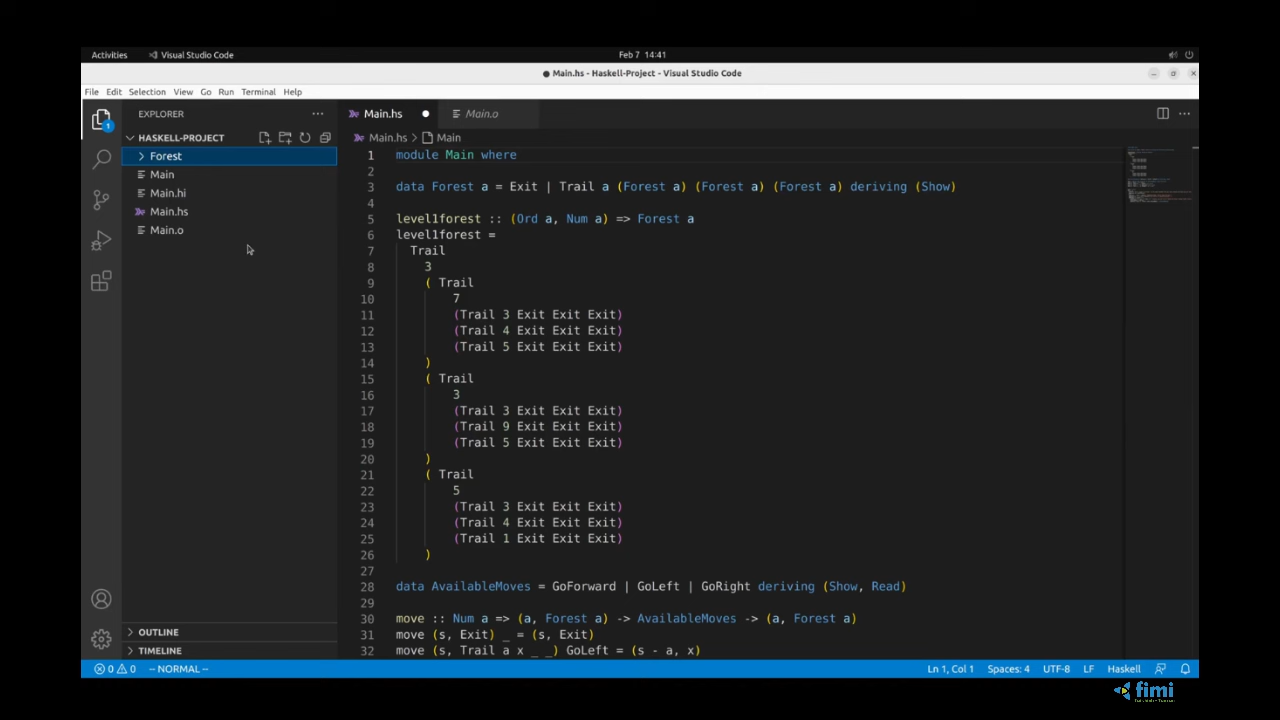 Activities Visual Studio Code Feb 7 14:41
● Main.hs - Haskell-Project - Visual Studio Code
File Edit Selection View Go Run Terminal Help
EXPLORER
HASKELL-PROJECT
Forest
Main
Main.hi
Main.hs
Main.o
OUTLINE
TIMELINE
1
Main.hs ● Main.o
Main.hs > Main
1 module Main where
2
3 data Forest a = Exit | Trail a (Forest a) (Forest a) (Forest a) deriving (Show)
4
5 level1forest :: (Ord a, Num a) => Forest a
6 level1forest =
7 Trail
8 3
9 ( Trail
10 7
11 (Trail 3 Exit Exit Exit)
12 (Trail 4 Exit Exit Exit)
13 (Trail 5 Exit Exit Exit)
14 )
15 ( Trail
16 3
17 (Trail 3 Exit Exit Exit)
18 (Trail 9 Exit Exit Exit)
19 (Trail 5 Exit Exit Exit)
20 )
21 ( Trail
22 5
23 (Trail 3 Exit Exit Exit)
24 (Trail 4 Exit Exit Exit)
25 (Trail 1 Exit Exit Exit)
26 )
27
28 data AvailableMoves = GoForward | GoLeft | GoRight deriving (Show, Read)
29
30 move :: Num a => (a, Forest a) -> AvailableMoves -> (a, Forest a)
31 move (s, Exit) _ = (s, Exit)
32 move (s, Trail a x _ _) GoLeft = (s - a, x)
0 0 -- NORMAL -- Ln 1, Col 1 Spaces: 4 UTF-8 LF Haskell
fimi